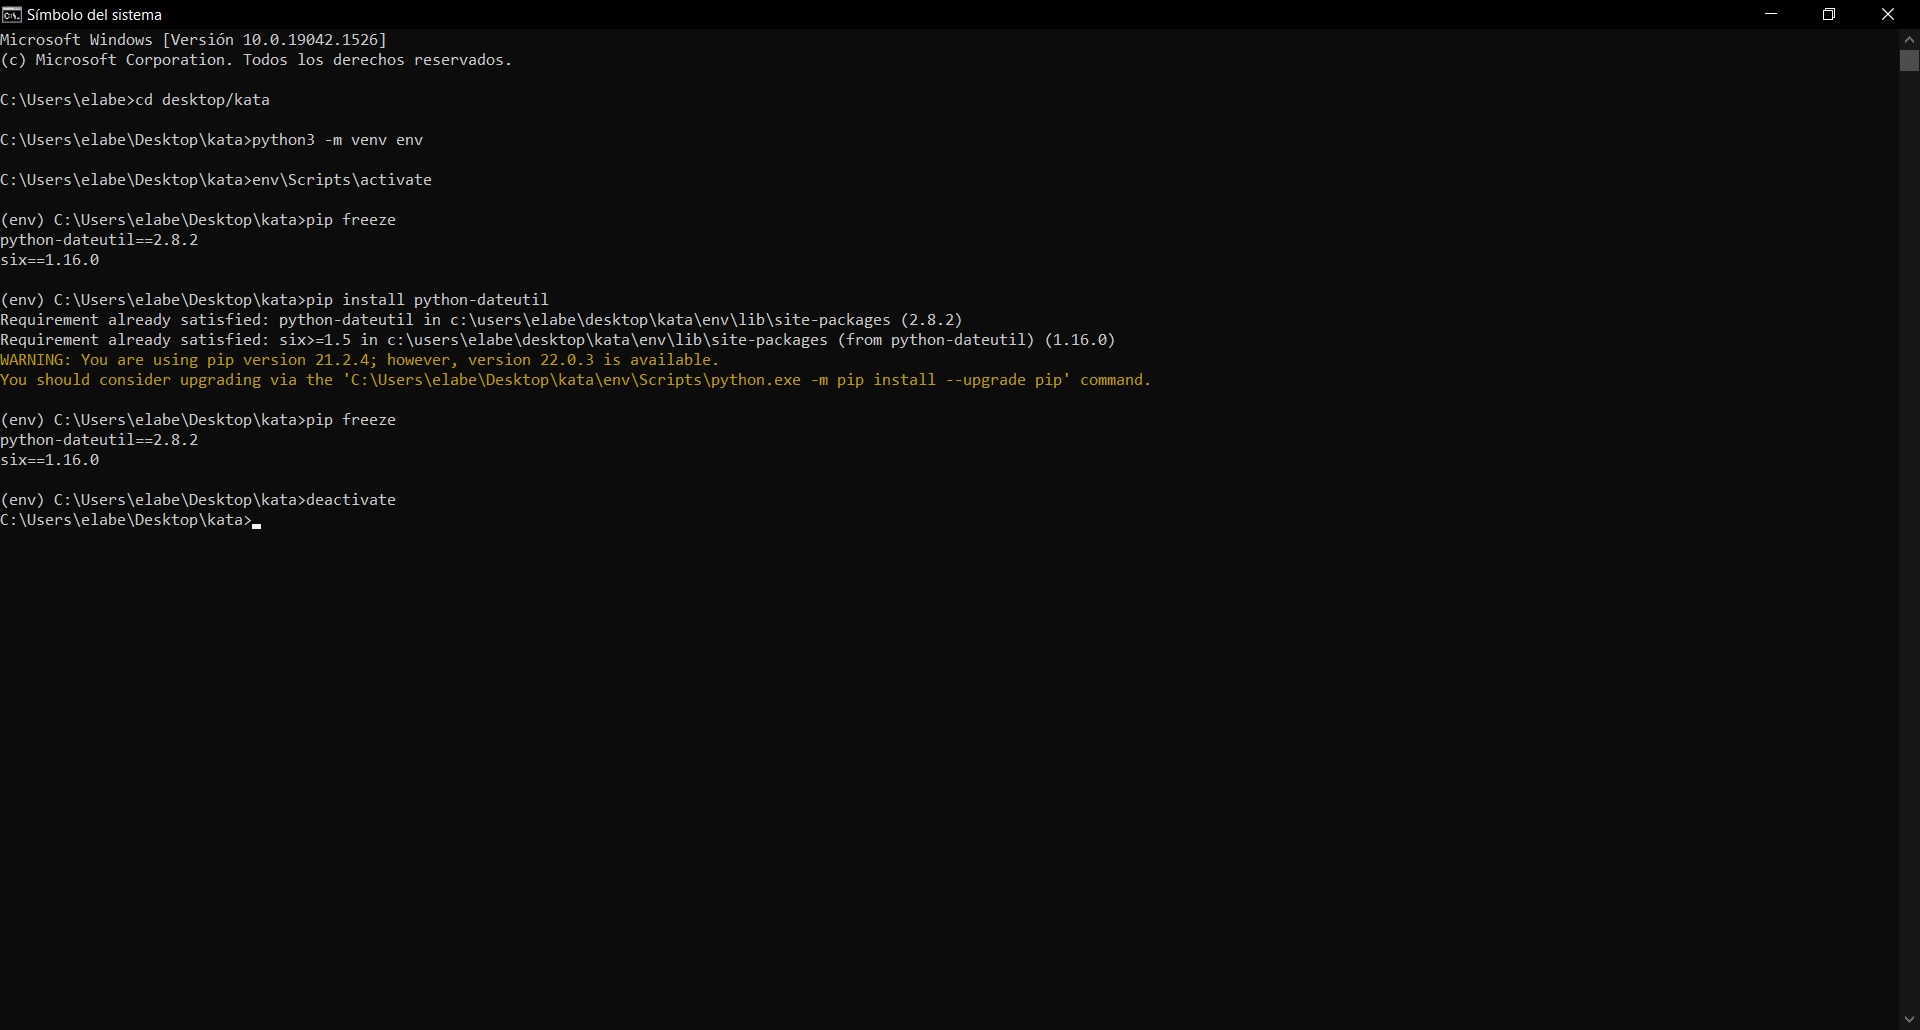 Símbolo del sistema
Microsoft Windows [Versión 10.0.19042.1526]
(c) Microsoft Corporation. Todos los derechos reservados.
C:\Users\elabe>cd desktop/kata
C:\Users\elabe\Desktop\kata>python3 -m venv env
C:\Users\elabe\Desktop\kata>env\Scripts\activate
(env) C:\Users\elabe\Desktop\kata>pip freeze
python-dateutil==2.8.2
six==1.16.0
(env) C:\Users\elabe\Desktop\kata>pip install python-dateutil
Requirement already satisfied: python-dateutil in c:\users\elabe\desktop\kata\env\lib\site-packages (2.8.2)
Requirement already satisfied: six>=1.5 in c:\users\elabe\desktop\kata\env\lib\site-packages (from python-dateutil) (1.16.0)
WARNING: You are using pip version 21.2.4; however, version 22.0.3 is available.
You should consider upgrading via the 'C:\Users\elabe\Desktop\kata\env\Scripts\python.exe -m pip install --upgrade pip' command.
(env) C:\Users\elabe\Desktop\kata>pip freeze
python-dateutil==2.8.2
six==1.16.0
(env) C:\Users\elabe\Desktop\kata>deactivate
C:\Users\elabe\Desktop\kata>